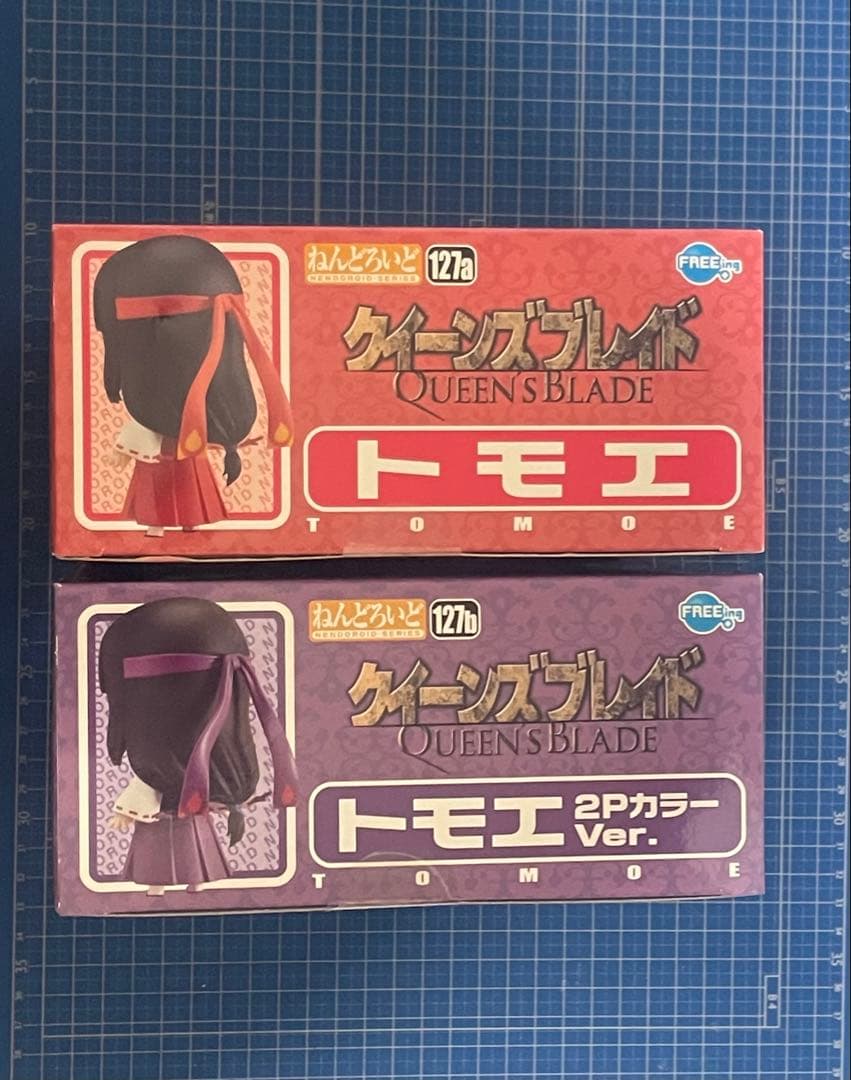 ねんどろいど
NENDOROID SERIES
127a
FREEing
クイーンズブレイド
QUEEN'S BLADE
トモエ
TOMOE
ねんどろいど
NENDOROID SERIES
127b
FREEing
クイーンズブレイド
QUEEN'S BLADE
トモエ 2Pカラー
Ver.
TOMOE
B5
B4